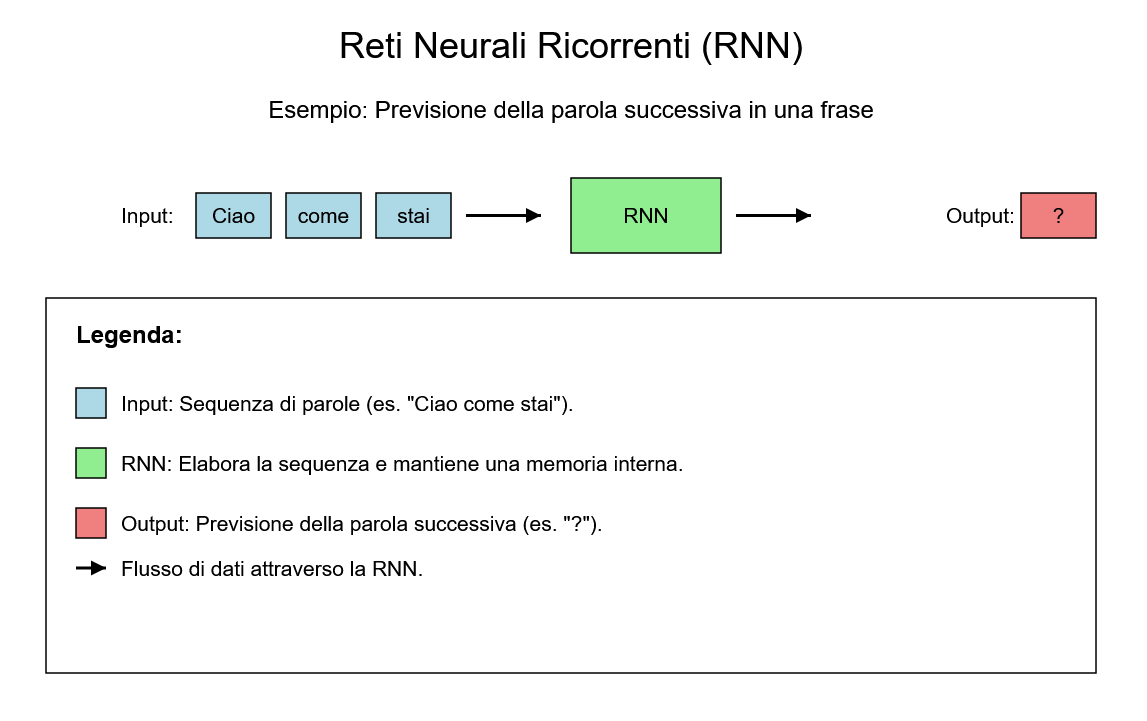 Reti Neurali Ricorrenti (RNN)
Esempio: Previsione della parola successiva in una frase
Input: Ciao come stai RNN Output: ?
Legenda:
Input: Sequenza di parole (es. "Ciao come stai").
RNN: Elabora la sequenza e mantiene una memoria interna.
Output: Previsione della parola successiva (es. "?").
Flusso di dati attraverso la RNN.